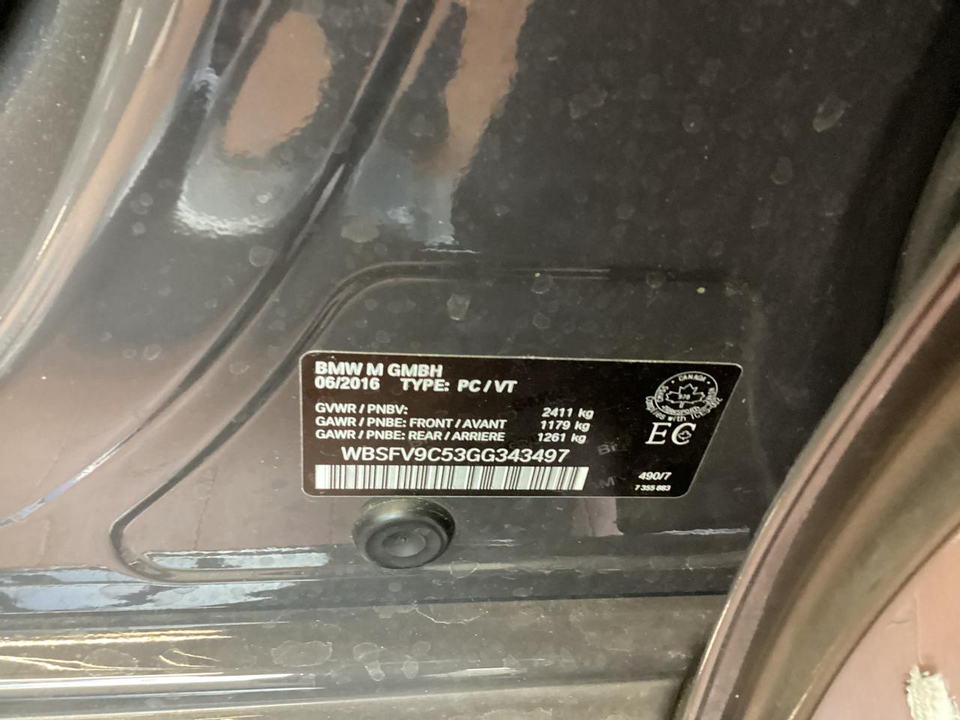 BMW M GMBH
06/2016 TYPE: PC/VT
GVWR / PNBV: 2411 kg
GAWR / PNBE: FRONT / AVANT 1179 kg
GAWR / PNBE: REAR / ARRIERE 1261 kg
WBSFV9C53GG343497
CANADA
EC
490/7
7 355 883